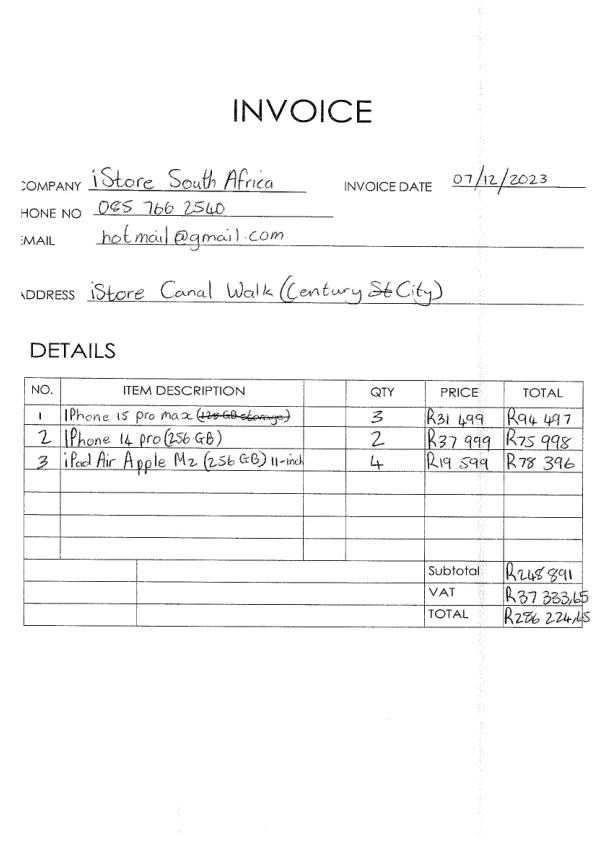 INVOICE
COMPANY iStore South Africa INVOICE DATE 07/12/2023
HONE NO 085 766 2540
EMAIL hotmail@gmail.com
ADDRESS iStore Canal Walk (Century St City)
DETAILS
NO. ITEM DESCRIPTION QTY PRICE TOTAL
1 IPhone 15 pro max (128 GB storage) 3 R31 499 R94 497
2 IPhone 14 pro (256 GB) 2 R37 999 R75 998
3 iPad Air Apple M2 (256 GB) 11-inch 4 R19 599 R78 396
Subtotal R248 891
VAT R37 333,65
TOTAL R286 224,65